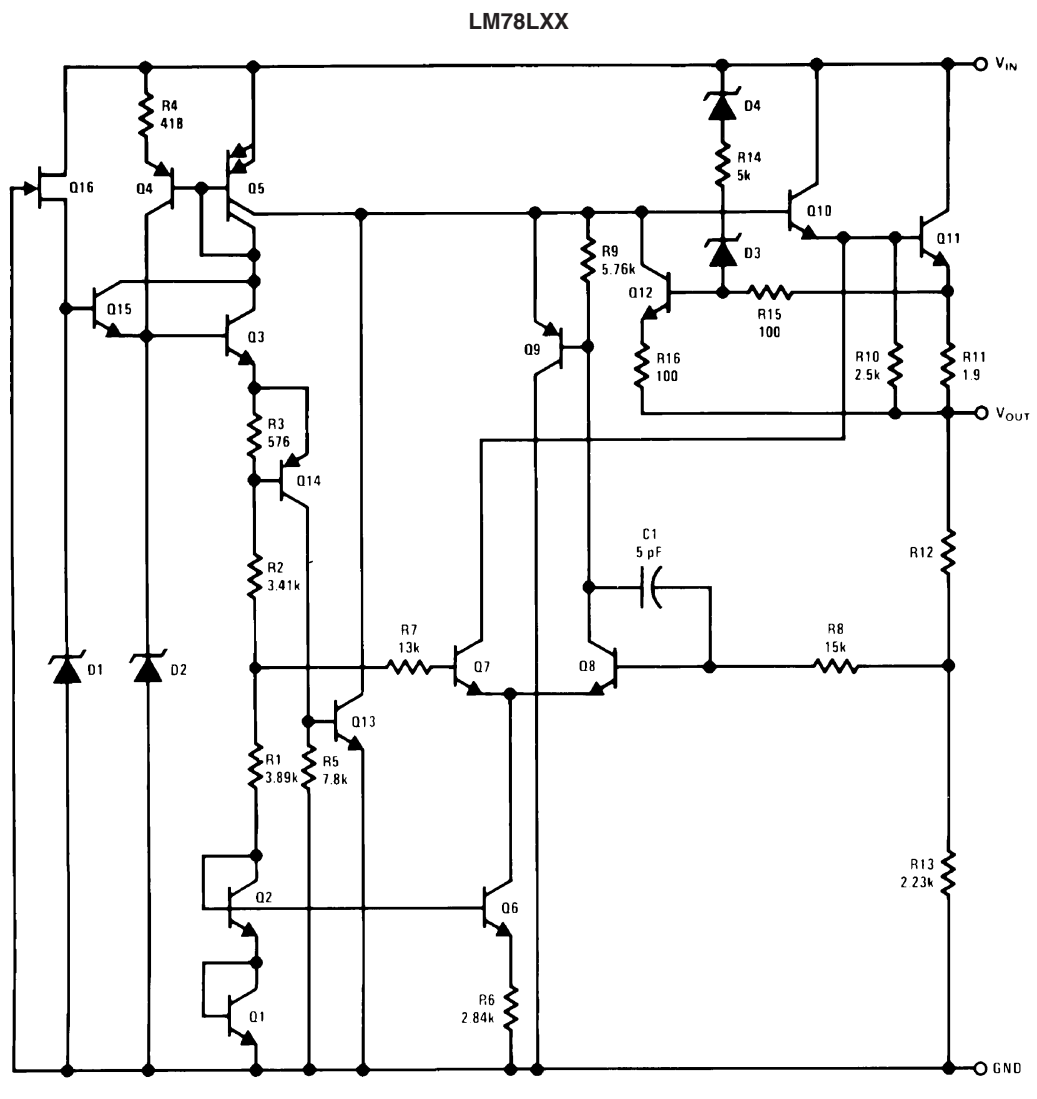 LM78LXX
VIN
R4
418
D4
R14
5k
Q16
Q4
Q5
Q10
Q11
R9
5.76k
D3
Q15
Q12
R15
100
Q3
Q9
R16
100
R10
2.5k
R11
1.9
VOUT
R3
576
Q14
C1
5 pF
R12
R2
3.41k
R7
13k
R8
15k
D1
D2
Q7
Q8
Q13
R1
3.89k
R5
7.8k
R13
2 23k
Q2
Q6
R6
2.84k
Q1
GND